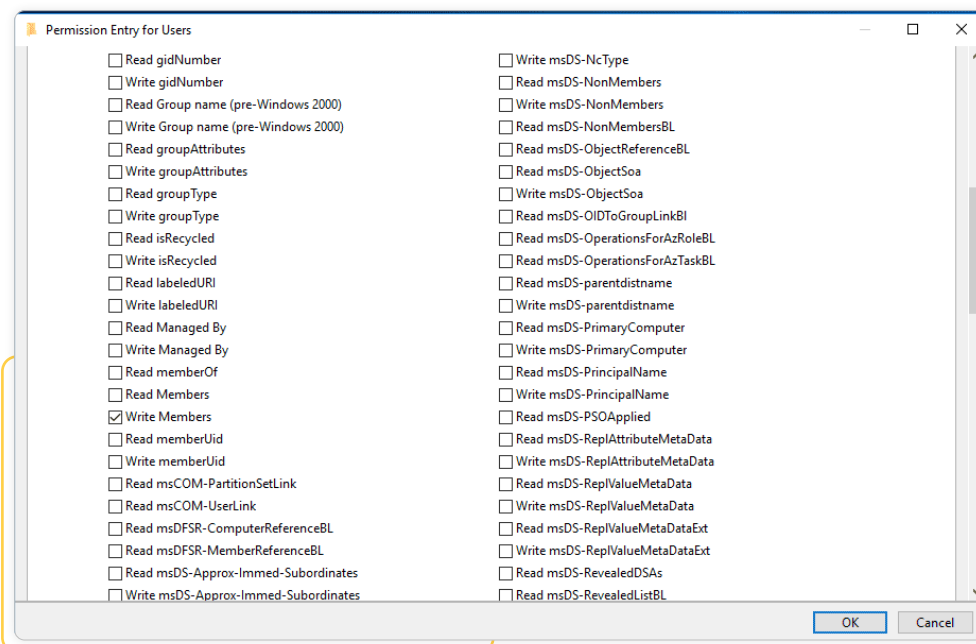 Permission Entry for Users
Read gidNumber
Write gidNumber
Read Group name (pre-Windows 2000)
Write Group name (pre-Windows 2000)
Read groupAttributes
Write groupAttributes
Read groupType
Write groupType
Read isRecycled
Write isRecycled
Read labeledURI
Write labeledURI
Read Managed By
Write Managed By
Read memberOf
Read Members
Write Members
Read memberUid
Write memberUid
Read msCOM-PartitionSetLink
Read msCOM-UserLink
Read msDFSR-ComputerReferenceBL
Read msDFSR-MemberReferenceBL
Read msDS-Approx-Immed-Subordinates
Write msDS-Approx-Immed-Subordinates
Write msDS-NcType
Read msDS-NonMembers
Write msDS-NonMembers
Read msDS-NonMembersBL
Read msDS-ObjectReferenceBL
Read msDS-ObjectSoa
Write msDS-ObjectSoa
Read msDS-OIDToGroupLinkBl
Read msDS-OperationsForAzRoleBL
Read msDS-OperationsForAzTaskBL
Read msDS-parentdistname
Write msDS-parentdistname
Read msDS-PrimaryComputer
Write msDS-PrimaryComputer
Read msDS-PrincipalName
Write msDS-PrincipalName
Read msDS-PSOApplied
Read msDS-ReplAttributeMetaData
Write msDS-ReplAttributeMetaData
Read msDS-ReplValueMetaData
Write msDS-ReplValueMetaData
Read msDS-ReplValueMetaDataExt
Write msDS-ReplValueMetaDataExt
Read msDS-RevealedDSAs
Read msDS-RevealedListBL
OK
Cancel